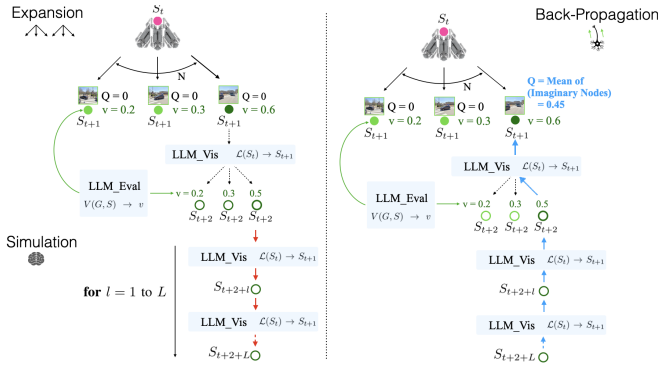 Expansion
S_t
N
Q = 0
v = 0.2
S_{t+1}
Q = 0
v = 0.3
S_{t+1}
Q = 0
v = 0.6
S_{t+1}
LLM_Vis L(S_t) → S_{t+1}
LLM_Eval
V(G, S) → v
v = 0.2 0.3 0.5
S_{t+2} S_{t+2} S_{t+2}
Simulation
for l = 1 to L
LLM_Vis L(S_t) → S_{t+1}
S_{t+2+l}
LLM_Vis L(S_t) → S_{t+1}
S_{t+2+L}
Back-Propagation
S_t
N
Q = 0
v = 0.2
S_{t+1}
Q = 0
v = 0.3
S_{t+1}
Q = Mean of
(Imaginary Nodes)
= 0.45
v = 0.6
S_{t+1}
LLM_Vis L(S_t) → S_{t+1}
LLM_Eval
V(G, S) → v
v = 0.2 0.3 0.5
S_{t+2} S_{t+2} S_{t+2}
LLM_Vis L(S_t) → S_{t+1}
S_{t+2+l}
LLM_Vis L(S_t) → S_{t+1}
S_{t+2+L}